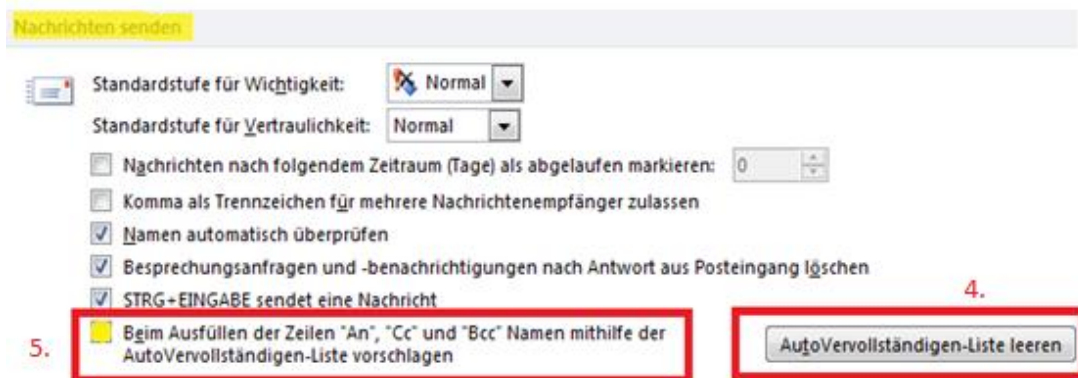 Nachrichten senden
Standardstufe für Wichtigkeit: Normal
Standardstufe für Vertraulichkeit: Normal
Nachrichten nach folgendem Zeitraum (Tage) als abgelaufen markieren: 0
Komma als Trennzeichen für mehrere Nachrichtenempfänger zulassen
Namen automatisch überprüfen
Besprechungsanfragen und -benachrichtigungen nach Antwort aus Posteingang löschen
STRG+EINGABE sendet eine Nachricht
4.
5.
Beim Ausfüllen der Zeilen "An", "Cc" und "Bcc" Namen mithilfe der
AutoVervollständigen-Liste vorschlagen
AutoVervollständigen-Liste leeren